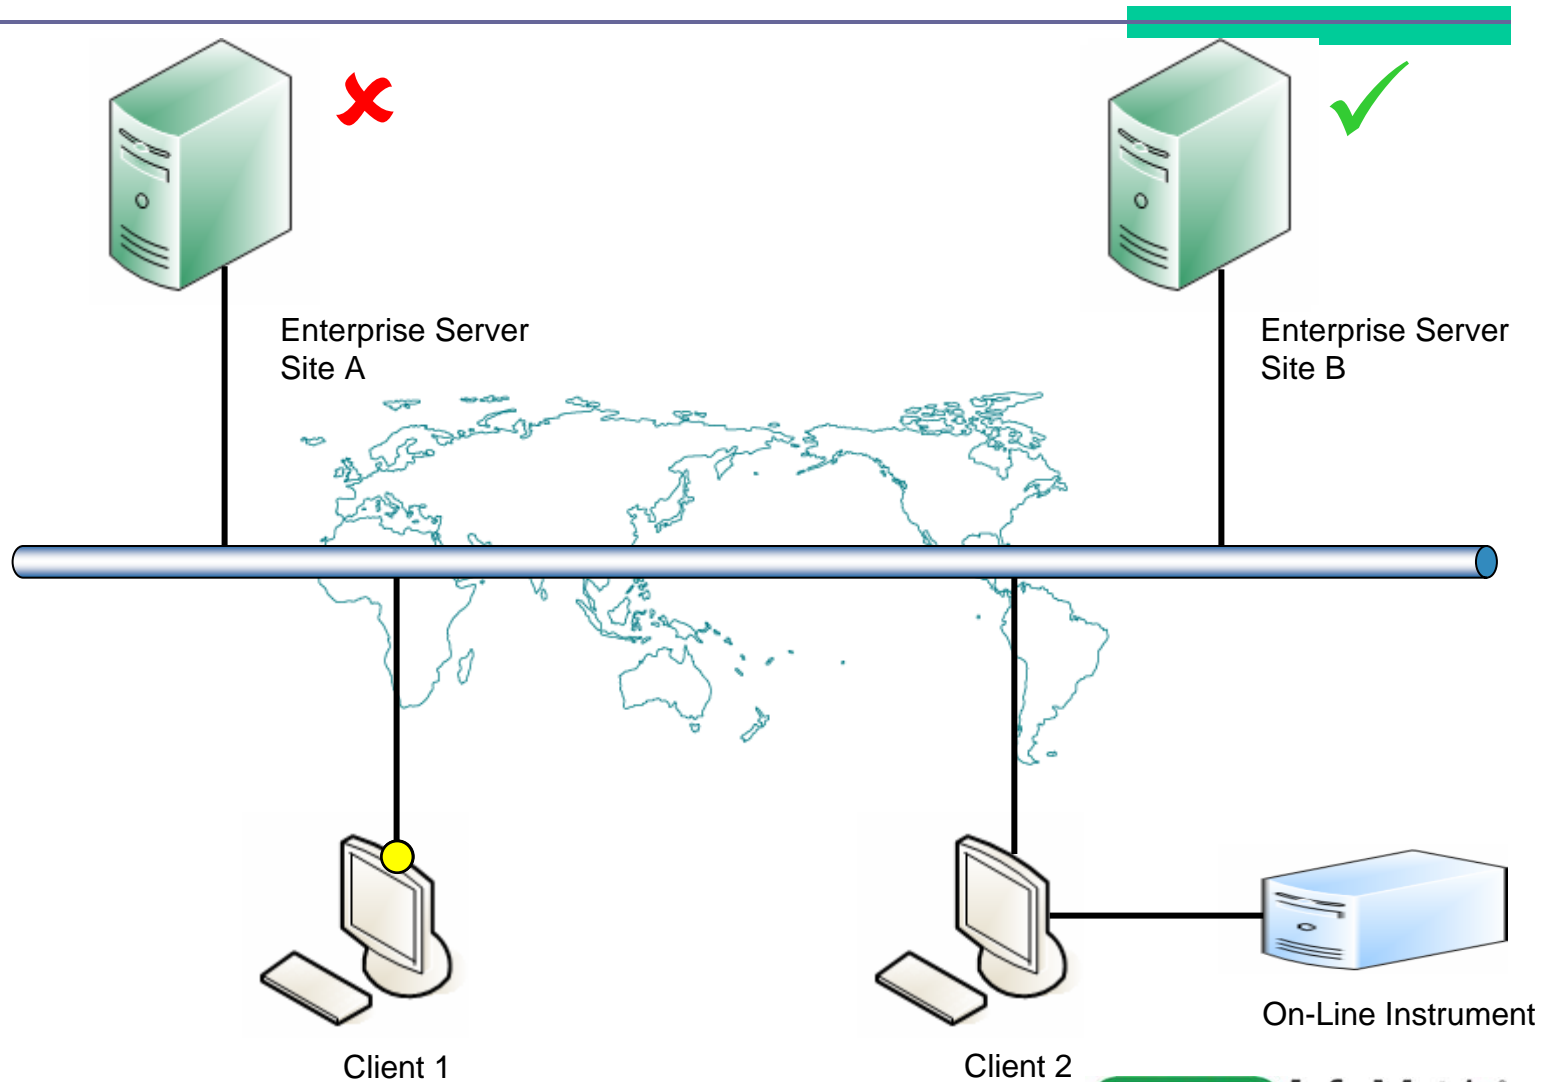 Enterprise Server
Site A
Enterprise Server
Site B
On-Line Instrument
Client 1
Client 2